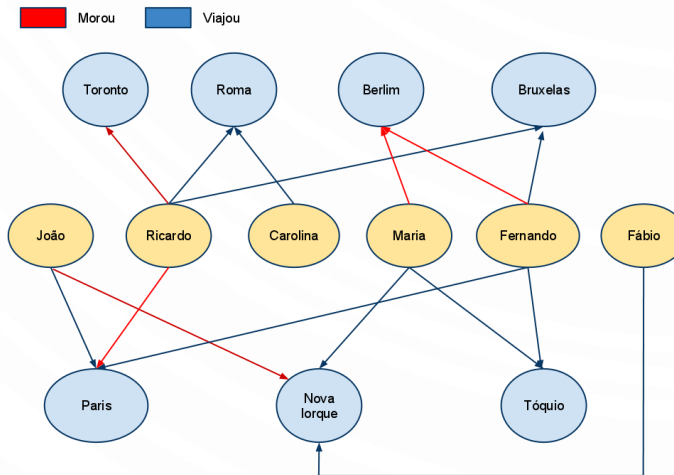 Morou
Viajou
Toronto
Roma
Berlim
Bruxelas
João
Ricardo
Carolina
Maria
Fernando
Fábio
Paris
Nova
Iorque
Tóquio